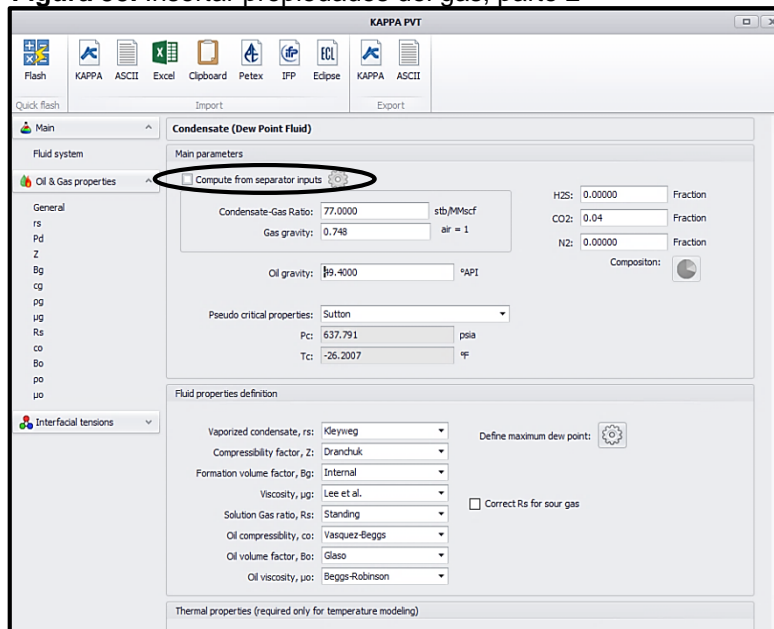 Figura 36. Insertar propiedades del gas, parte 2
KAPPA PVT
Flash KAPPA ASCII Excel Clipboard Petex IFP Eclipse KAPPA ASCII
Quick flash Import Export
Main
Fluid system
Oil & Gas properties
General
rs
Pd
Z
Bg
cg
ρg
μg
Rs
co
Bo
ρo
μo
Interfacial tensions
Condensate (Dew Point Fluid)
Main parameters
Compute from separator inputs
Condensate-Gas Ratio: 77.0000 stb/MMscf
Gas gravity: 0.748 air = 1
Oil gravity: 49.4000 °API
H2S: 0.00000 Fraction
CO2: 0.04 Fraction
N2: 0.00000 Fraction
Compositon:
Pseudo critical properties: Sutton
Pc: 637.791 psia
Tc: -26.2007 °F
Fluid properties definition
Vaporized condensate, rs: Kleyweg
Compressibility factor, Z: Dranchuk
Formation volume factor, Bg: Internal
Viscosity, μg: Lee et al.
Solution Gas ratio, Rs: Standing
Oil compressiblity, co: Vasquez-Beggs
Oil volume factor, Bo: Glaso
Oil viscosity, μo: Beggs-Robinson
Define maximum dew point:
Correct Rs for sour gas
Thermal properties (required only for temperature modeling)